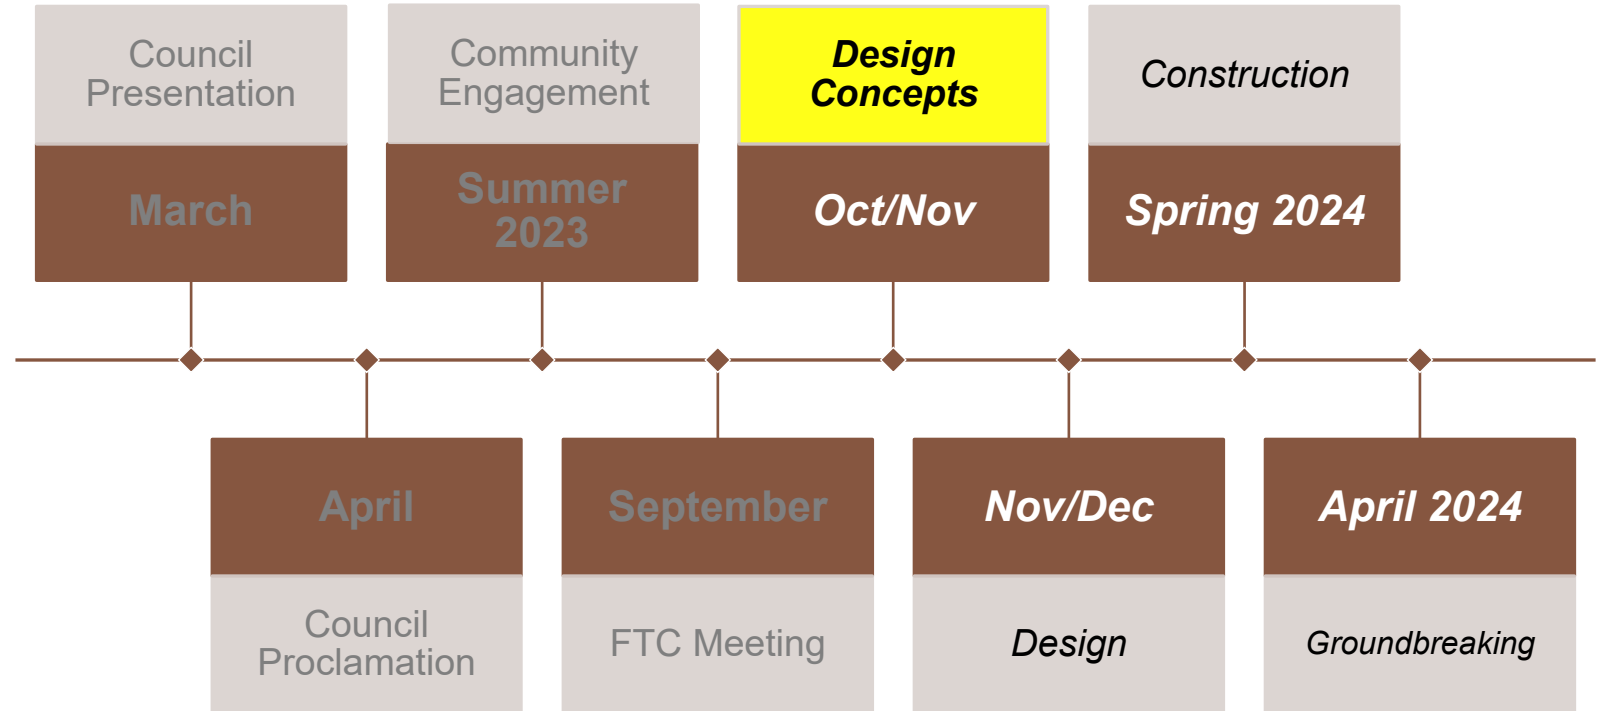 Council
Presentation
March
Community
Engagement
Summer
2023
Design
Concepts
Oct/Nov
Construction
Spring 2024
April
Council
Proclamation
September
FTC Meeting
Nov/Dec
Design
April 2024
Groundbreaking